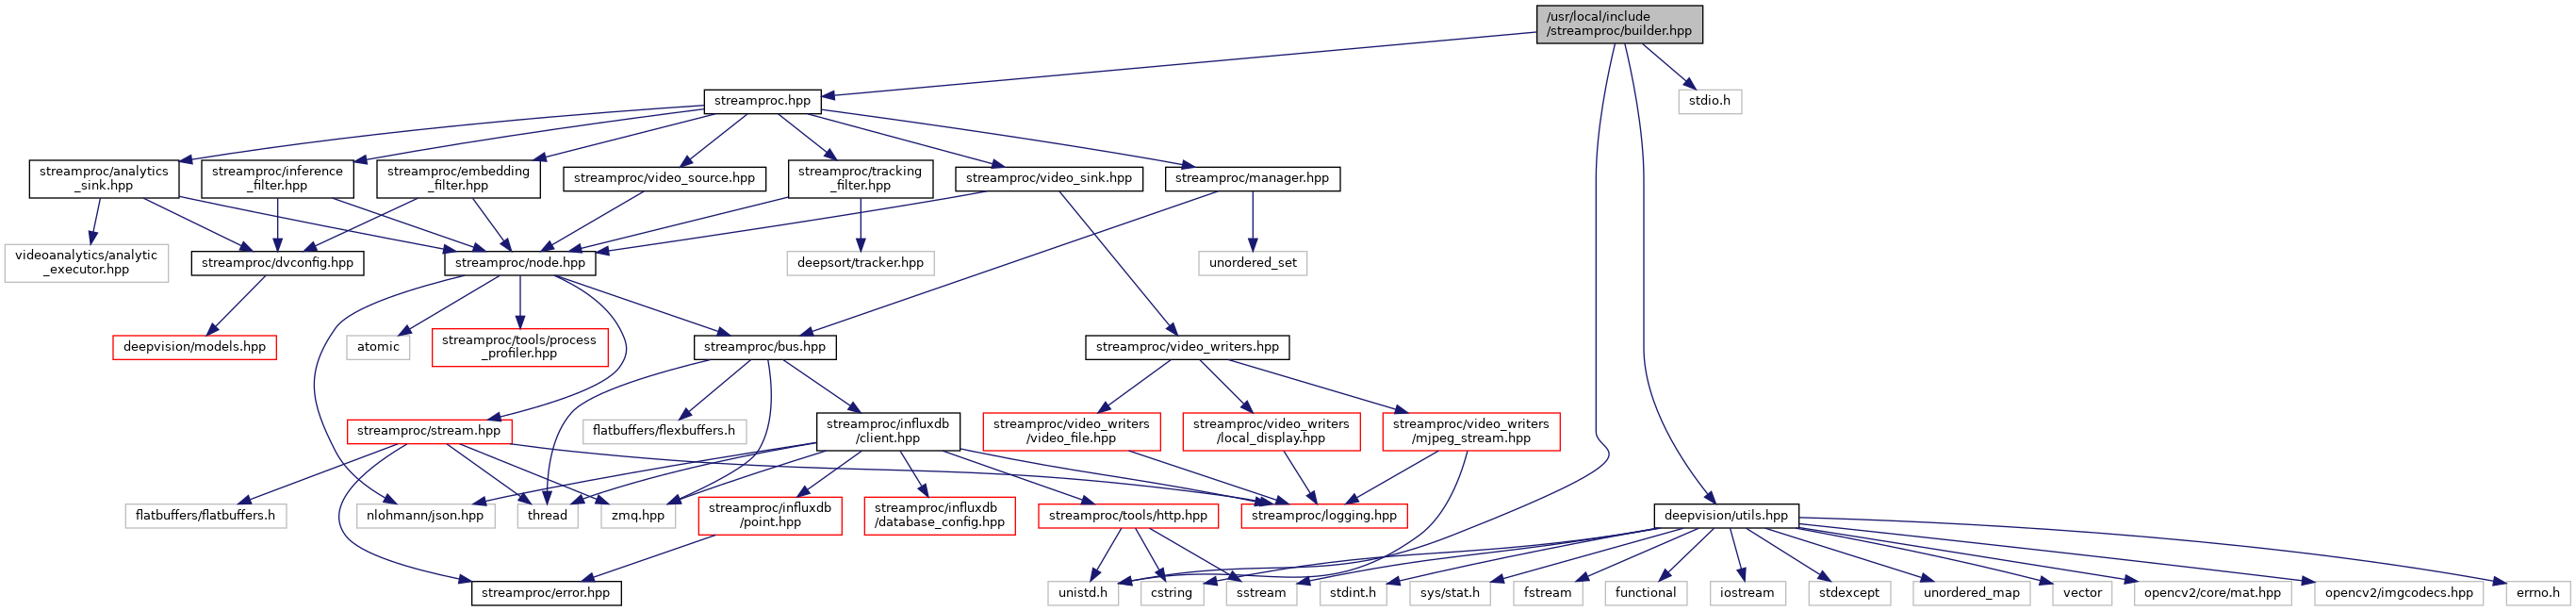 /usr/local/include
/streamproc/builder.hpp
streamproc.hpp
stdio.h
streamproc/analytics
_sink.hpp
streamproc/inference
_filter.hpp
streamproc/embedding
_filter.hpp
streamproc/video_source.hpp
streamproc/tracking
_filter.hpp
streamproc/video_sink.hpp
streamproc/manager.hpp
videoanalytics/analytic
_executor.hpp
streamproc/dvconfig.hpp
streamproc/node.hpp
deepsort/tracker.hpp
unordered_set
deepvision/models.hpp
atomic
streamproc/tools/process
_profiler.hpp
streamproc/bus.hpp
streamproc/video_writers.hpp
streamproc/stream.hpp
flatbuffers/flexbuffers.h
streamproc/influxdb
/client.hpp
streamproc/video_writers
/video_file.hpp
streamproc/video_writers
/local_display.hpp
streamproc/video_writers
/mjpeg_stream.hpp
flatbuffers/flatbuffers.h
nlohmann/json.hpp
thread
zmq.hpp
streamproc/influxdb
/point.hpp
streamproc/influxdb
/database_config.hpp
streamproc/tools/http.hpp
streamproc/logging.hpp
deepvision/utils.hpp
streamproc/error.hpp
unistd.h
cstring
sstream
stdint.h
sys/stat.h
fstream
functional
iostream
stdexcept
unordered_map
vector
opencv2/core/mat.hpp
opencv2/imgcodecs.hpp
errno.h